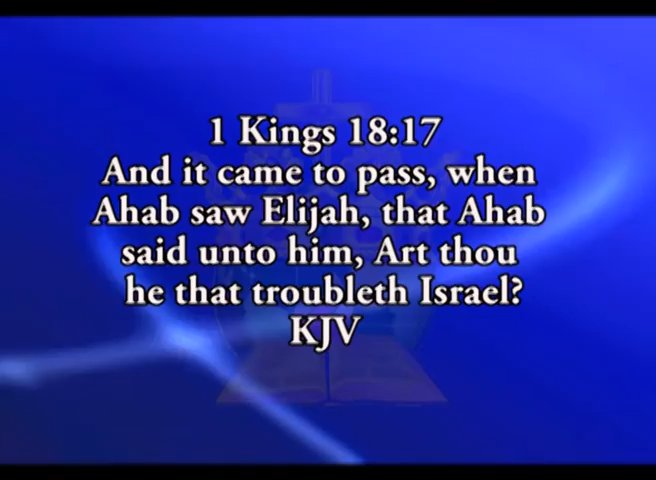 1 Kings 18:17
And it came to pass, when
Ahab saw Elijah, that Ahab
said unto him, Art thou
he that troubleth Israel?
KJV